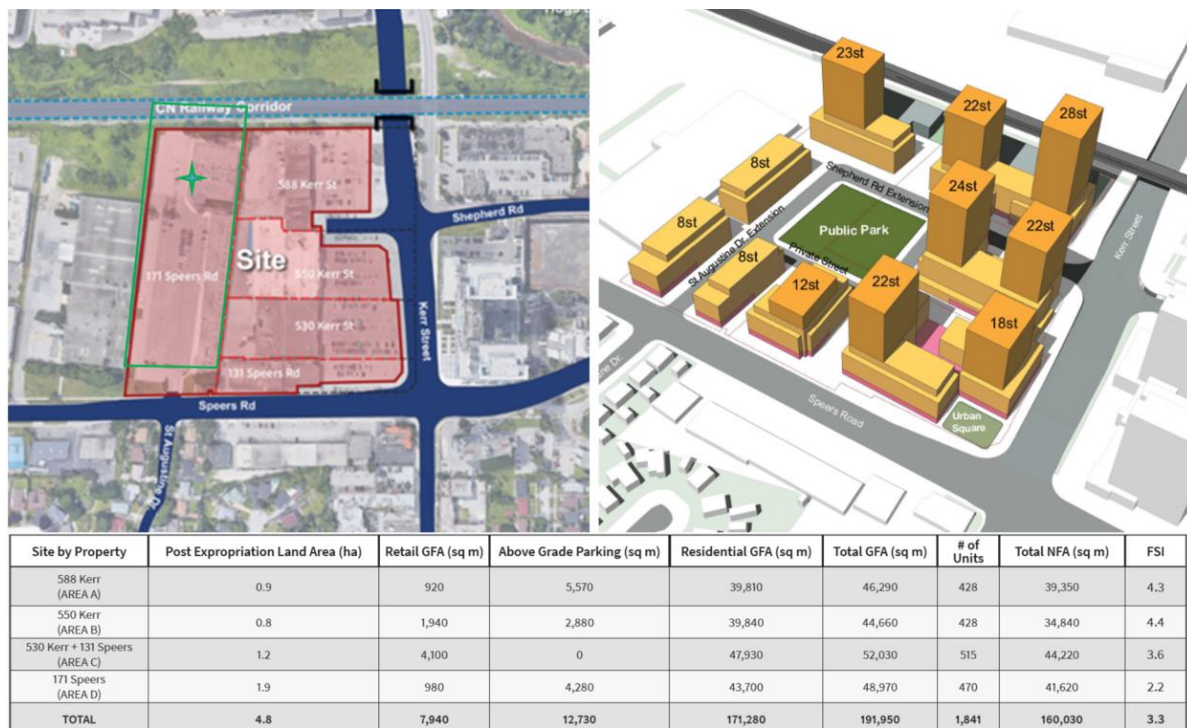 CN Railway Corridor
588 Kerr St
Shepherd Rd
Site
171 Speers Rd
550 Kerr St
530 Kerr St
Kerr Street
131 Speers Rd
Speers Rd
St Augustine Dr
23st
22st
28st
8st
Shepherd Rd Extension
24st
8st
Public Park
22st
St Augustine Dr. Extension
Private Street
8st
12st
22st
18st
Kerr Street
Speers Road
Urban
Square
Site by Property Post Expropriation Land Area (ha) Retail GFA (sq m) Above Grade Parking (sq m) Residential GFA (sq m) Total GFA (sq m) # of Units Total NFA (sq m) FSI
588 Kerr
(AREA A) 0.9 920 5,570 39,810 46,290 428 39,350 4.3
550 Kerr
(AREA B) 0.8 1,940 2,880 39,840 44,660 428 34,840 4.4
530 Kerr + 131 Speers
(AREA C) 1.2 4,100 0 47,930 52,030 515 44,220 3.6
171 Speers
(AREA D) 1.9 980 4,280 43,700 48,970 470 41,620 2.2
TOTAL 4.8 7,940 12,730 171,280 191,950 1,841 160,030 3.3